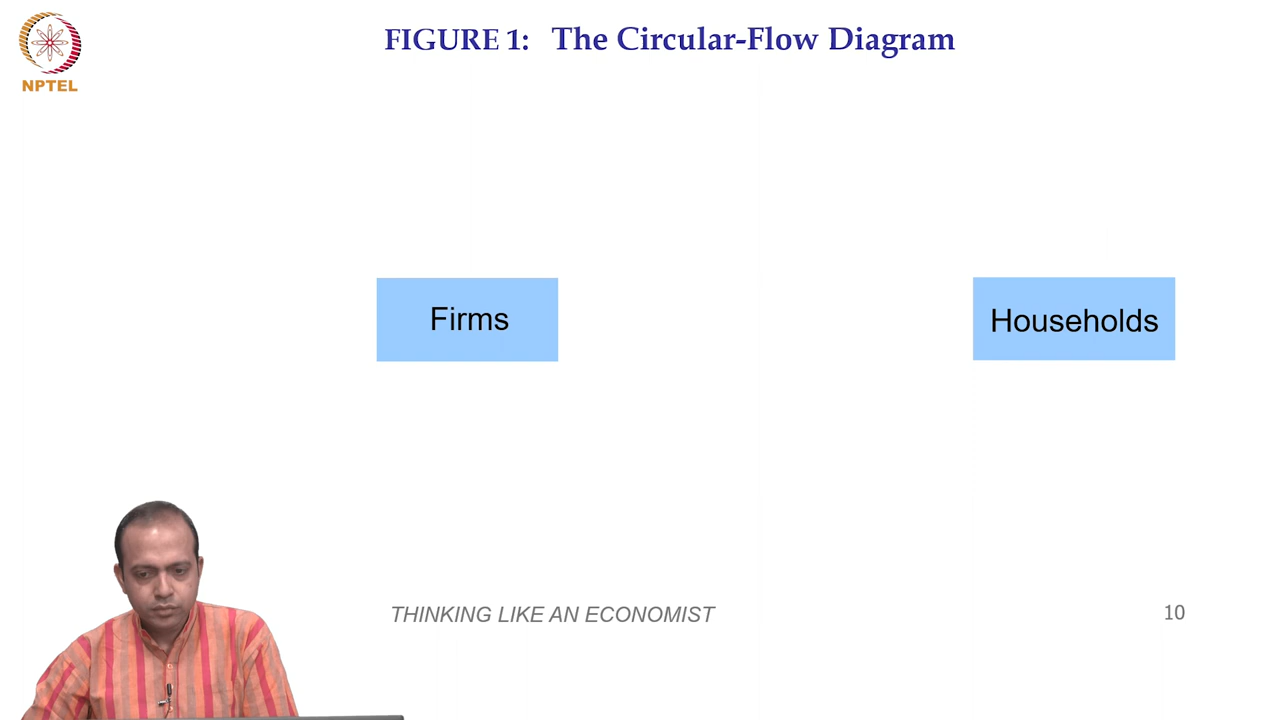 NPTEL
FIGURE 1: The Circular-Flow Diagram
Firms
Households
THINKING LIKE AN ECONOMIST
10